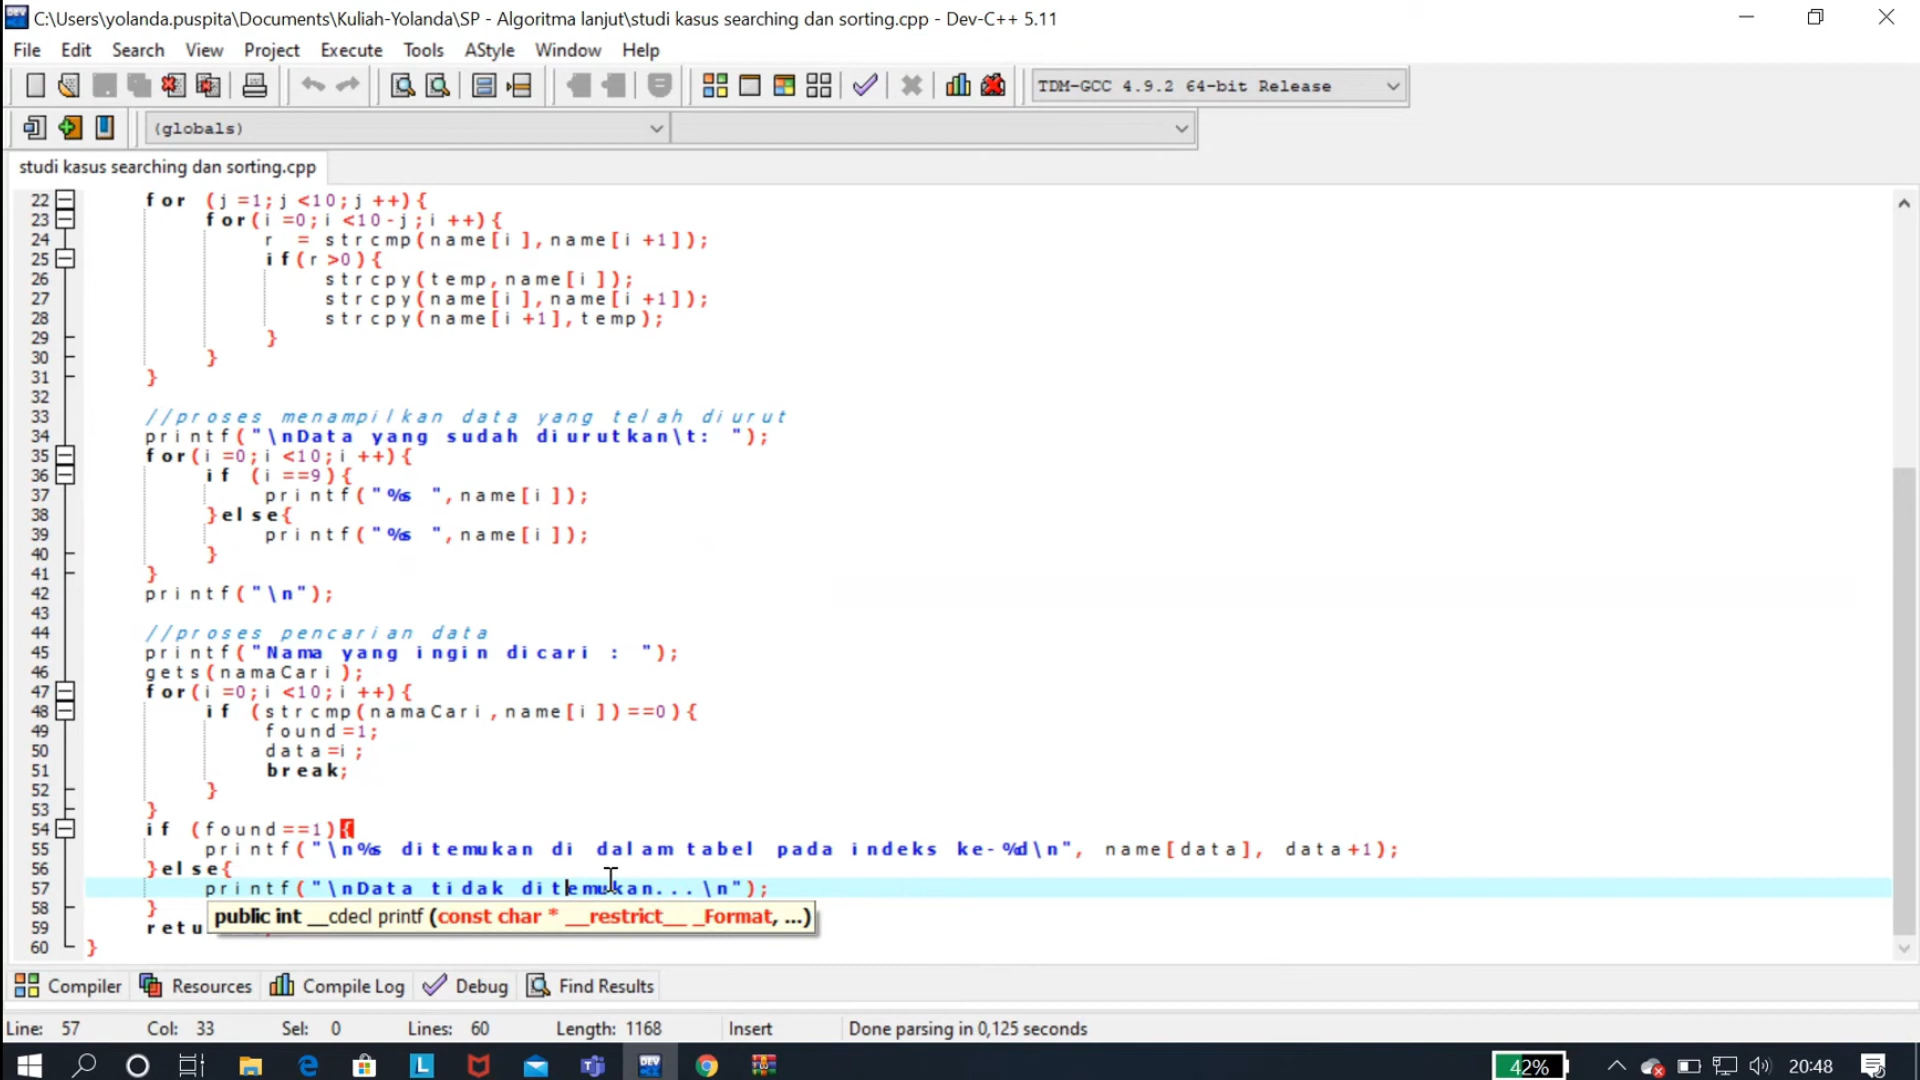 C:\Users\yolanda.puspita\Documents\Kuliah-Yolanda\SP - Algoritma lanjut\studi kasus searching dan sorting.cpp - Dev-C++ 5.11
File Edit Search View Project Execute Tools AStyle Window Help
TDM-GCC 4.9.2 64-bit Release
(globals)
studi kasus searching dan sorting.cpp
22 for (j=1;j<10;j++){
23 for(i=0;i<10-j;i++){
24 r = strcmp(name[i],name[i+1]);
25 if(r>0){
26 strcpy(temp,name[i]);
27 strcpy(name[i],name[i+1]);
28 strcpy(name[i+1],temp);
29 }
30 }
31 }
32
33 //proses menampilkan data yang telah diurut
34 printf("\nData yang sudah diurutkan\t: ");
35 for(i=0;i<10;i++){
36 if (i==9){
37 printf("%s ",name[i]);
38 }else{
39 printf("%s ",name[i]);
40 }
41 }
42 printf("\n");
43
44 //proses pencarian data
45 printf("Nama yang ingin dicari : ");
46 gets(namaCari);
47 for(i=0;i<10;i++){
48 if (strcmp(namaCari,name[i])==0){
49 found=1;
50 data=i;
51 break;
52 }
53 }
54 if (found==1){
55 printf("\n%s ditemukan di dalam tabel pada indeks ke-%d\n", name[data], data+1);
56 }else{
57 printf("\nData tidak ditemukan...\n");
58 }
public int __cdecl printf (const char * __restrict__ _Format, ...)
59 retu
60 }
Compiler Resources Compile Log Debug Find Results
Line: 57 Col: 33 Sel: 0 Lines: 60 Length: 1168 Insert Done parsing in 0,125 seconds
DEV
42% 20:48